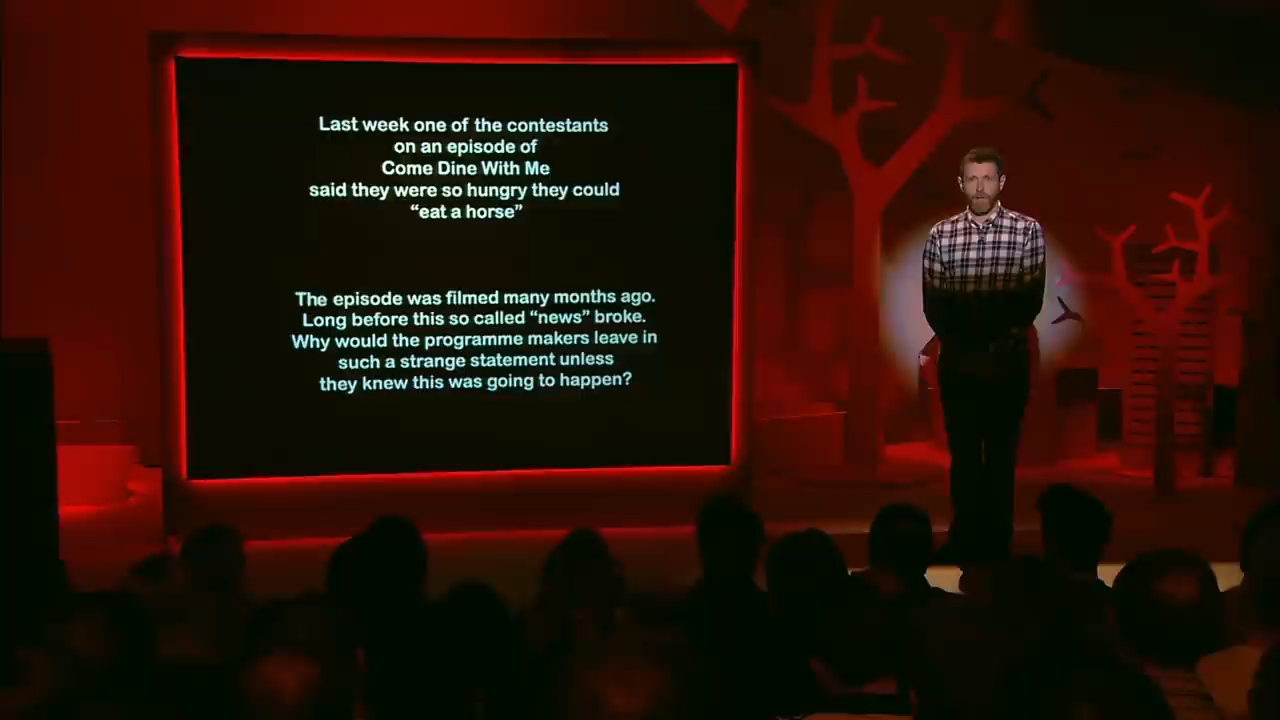 Last week one of the contestants
on an episode of
Come Dine With Me
said they were so hungry they could
“eat a horse”
The episode was filmed many months ago.
Long before this so called “news” broke.
Why would the programme makers leave in
such a strange statement unless
they knew this was going to happen?